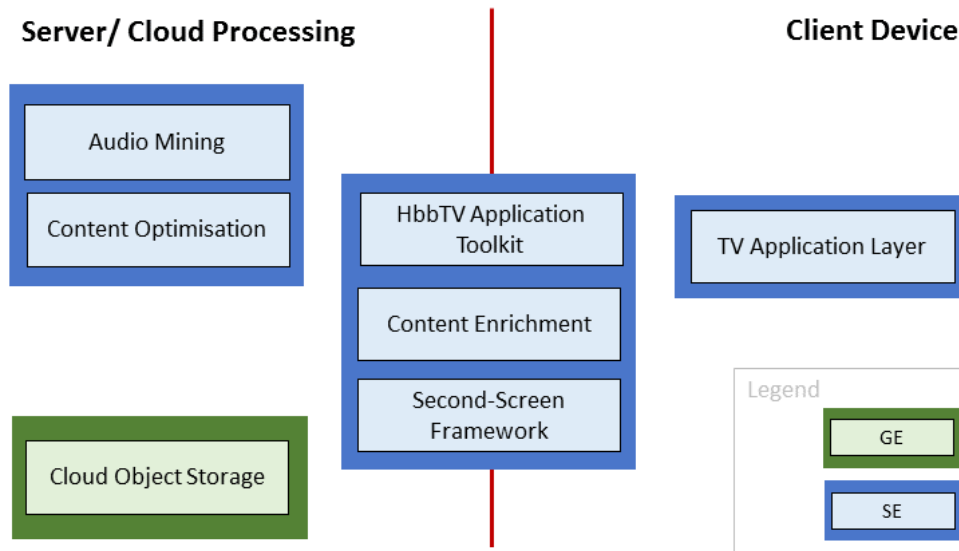 Server/ Cloud Processing
Client Device
Audio Mining
Content Optimisation
HbbTV Application
Toolkit
TV Application Layer
Content Enrichment
Second-Screen
Framework
Cloud Object Storage
Legend
GE
SE